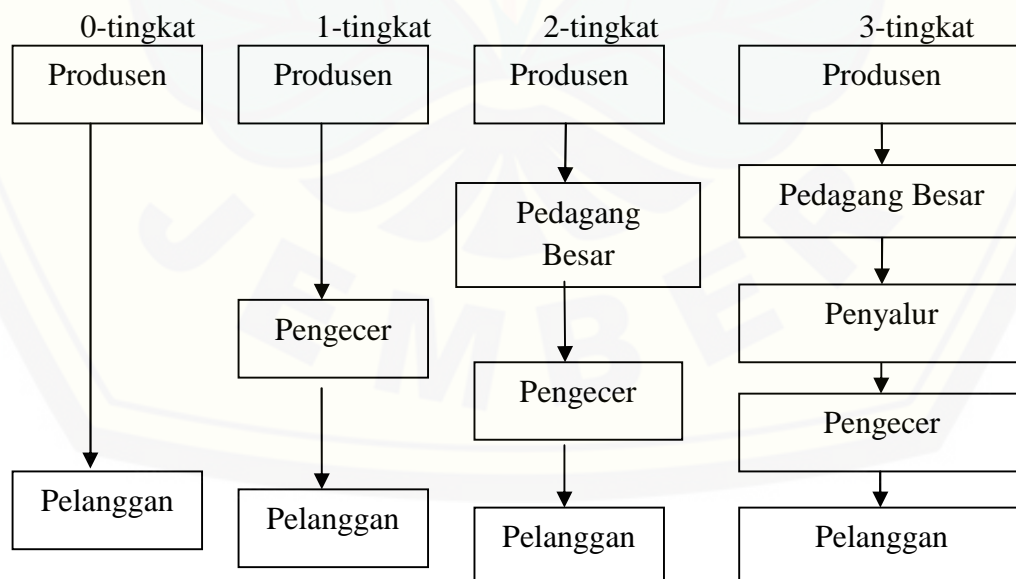 0-tingkat
1-tingkat
2-tingkat
3-tingkat
Produsen
Produsen
Produsen
Produsen
Pedagang Besar
Pedagang
Besar
Penyalur
Pengecer
Pengecer
Pengecer
Pelanggan
Pelanggan
Pelanggan
Pelanggan
JEMBER